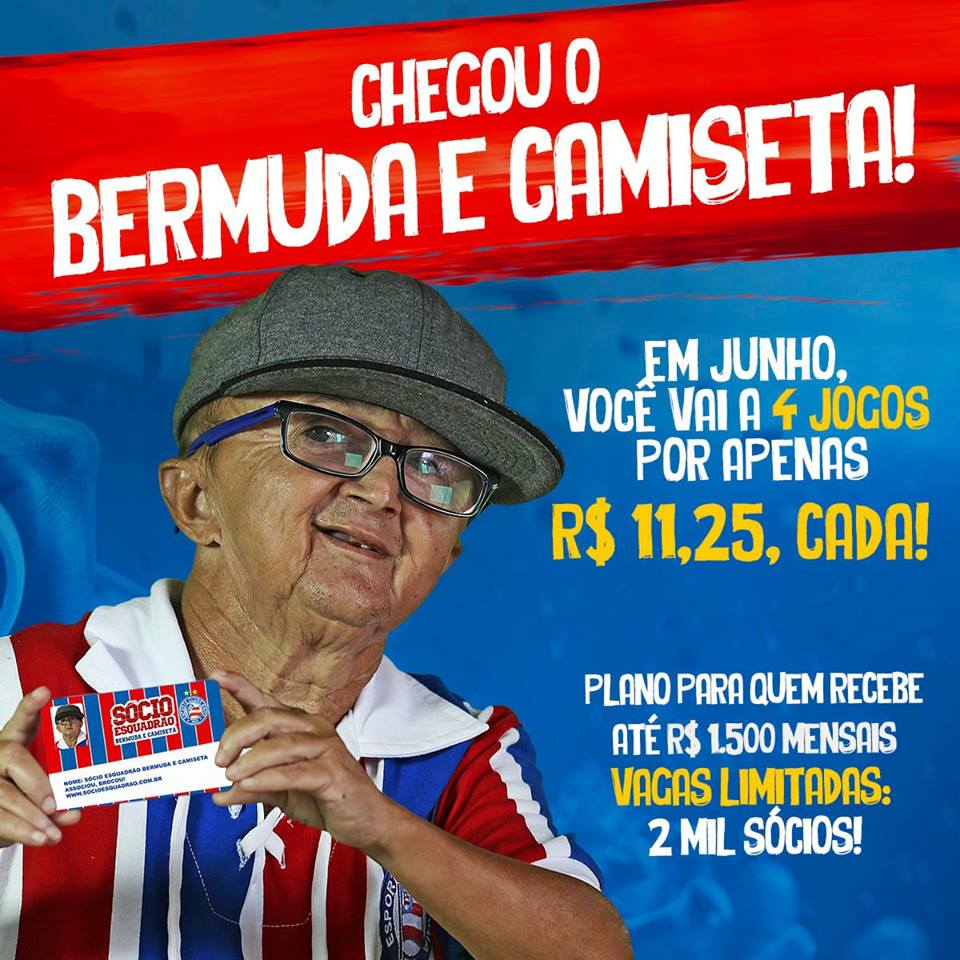 CHEGOU O
BERMUDA E CAMISETA!
EM JUNHO,
VOCÊ VAI A 4 JOGOS
POR APENAS
R$ 11,25, CADA!
PLANO PARA QUEM RECEBE
ATÉ R$ 1.500 MENSAIS
VAGAS LIMITADAS:
2 MIL SÓCIOS!
SÓCIO
ESQUADRÃO
BERMUDA E CAMISETA
NOME: SÓCIO ESQUADRÃO BERMUDA E CAMISETA
ASSOCIOU, BROCOU!
WWW.SOCIOESQUADRAO.COM.BR
ESPOR